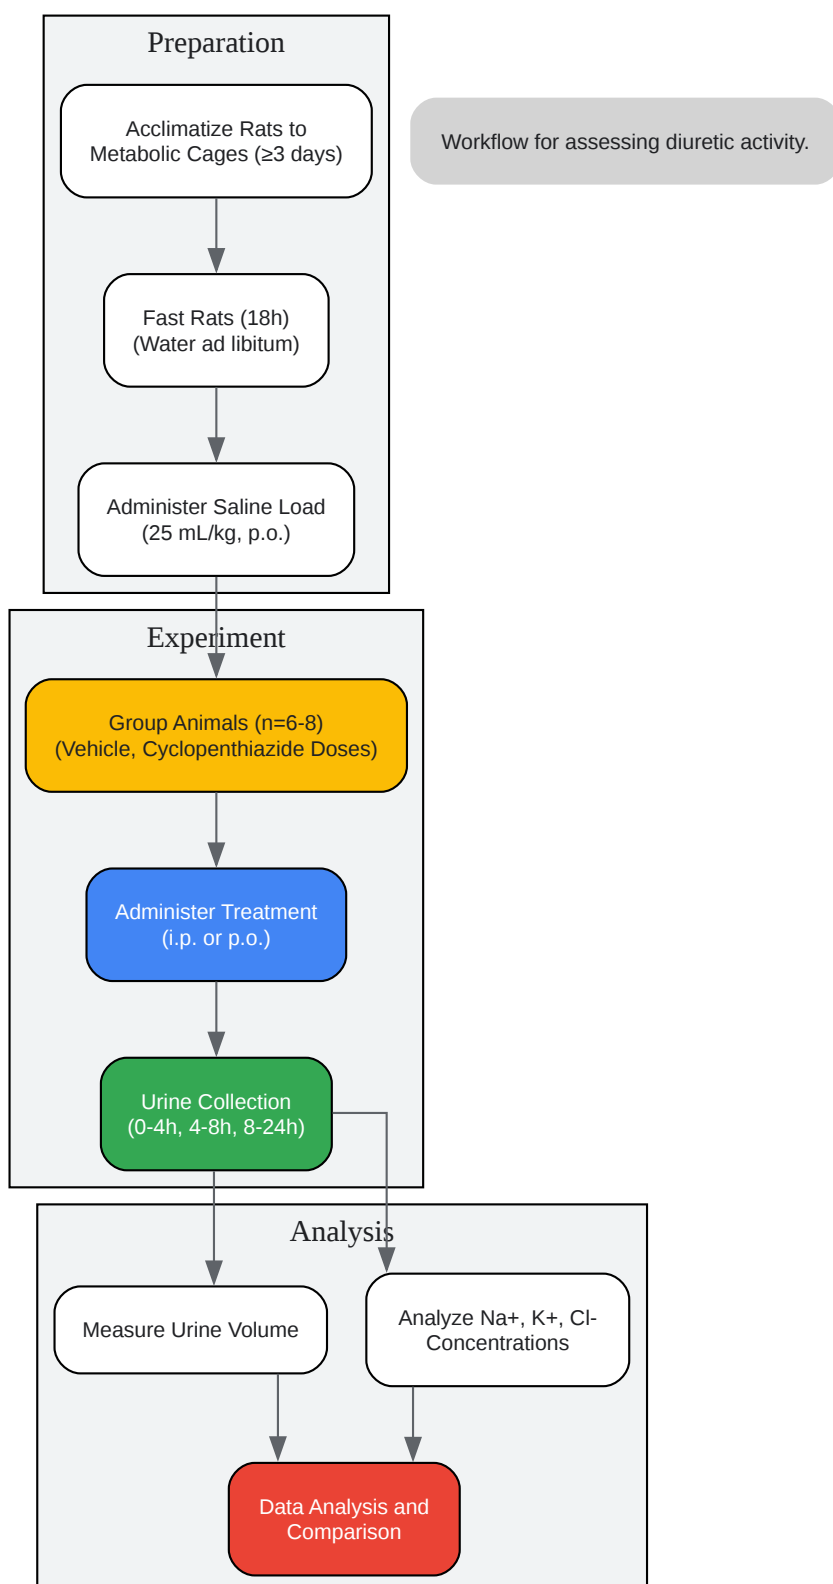 Preparation
Acclimatize Rats to
Metabolic Cages (≥3 days)
Workflow for assessing diuretic activity.
Fast Rats (18h)
(Water ad libitum)
Administer Saline Load
(25 mL/kg, p.o.)
Experiment
Group Animals (n=6-8)
(Vehicle, Cyclopenthiazide Doses)
Administer Treatment
(i.p. or p.o.)
Urine Collection
(0-4h, 4-8h, 8-24h)
Analysis
Measure Urine Volume
Analyze Na+, K+, Cl-
Concentrations
Data Analysis and
Comparison